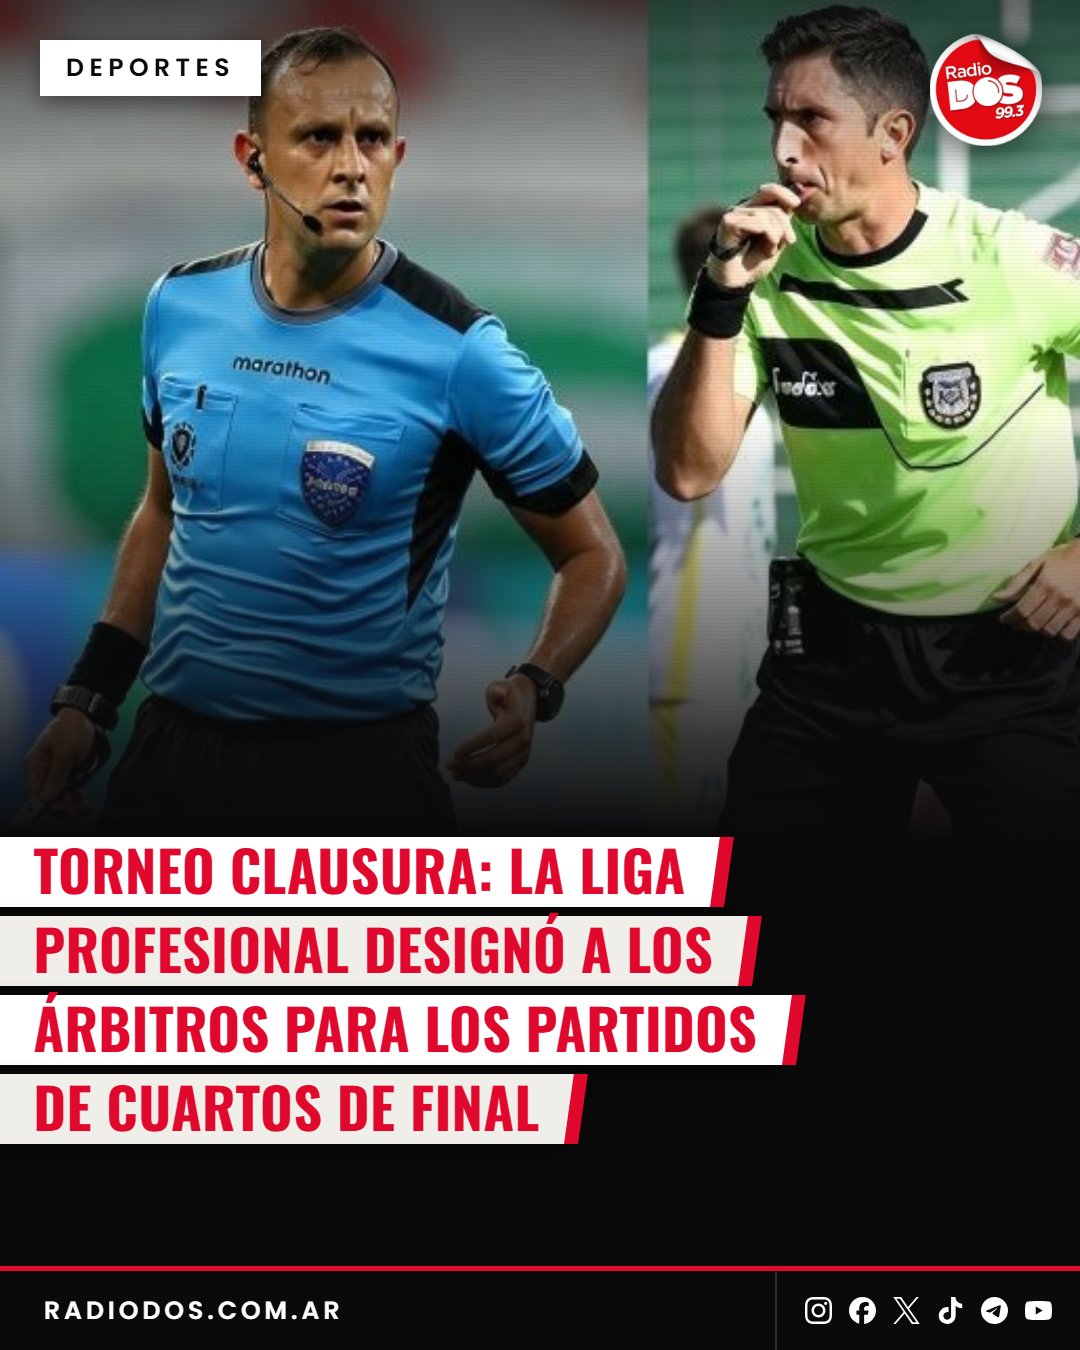 DEPORTES
Radio
DOS
99.3
marathon
TORNEO CLAUSURA: LA LIGA
PROFESIONAL DESIGNÓ A LOS
ÁRBITROS PARA LOS PARTIDOS
DE CUARTOS DE FINAL
RADIODOS.COM.AR